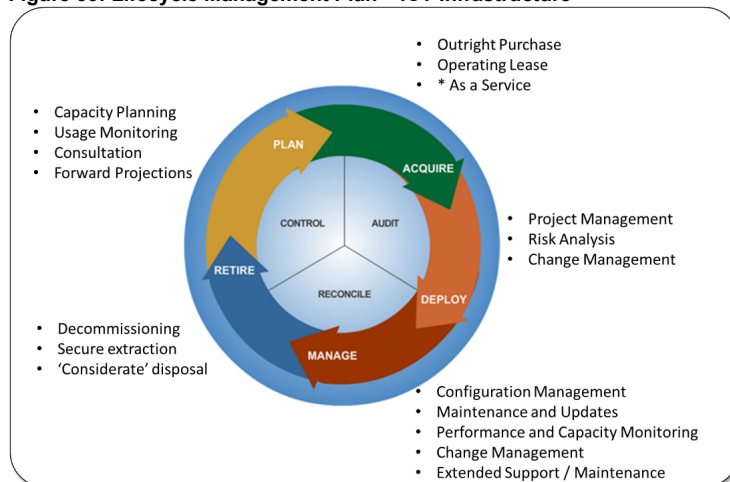 • Outright Purchase
• Operating Lease
• * As a Service
• Capacity Planning
• Usage Monitoring
• Consultation
• Forward Projections
PLAN
ACQUIRE
CONTROL
AUDIT
• Project Management
• Risk Analysis
• Change Management
RETIRE
RECONCILE
DEPLOY
• Decommissioning
• Secure extraction
• ‘Considerate’ disposal
MANAGE
• Configuration Management
• Maintenance and Updates
• Performance and Capacity Monitoring
• Change Management
• Extended Support / Maintenance